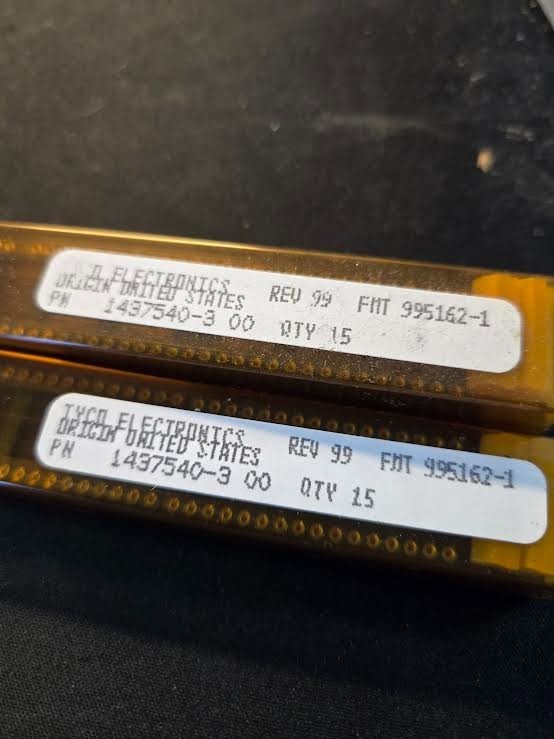 ELECTRONICS
ORIGIN UNITED STATES REV 99 FMT 995162-1
PN 1437540-3 00 QTY 15
TYCO ELECTRONICS
ORIGIN UNITED STATES REV 99 FMT 995162-1
PN 1437540-3 00 QTY 15